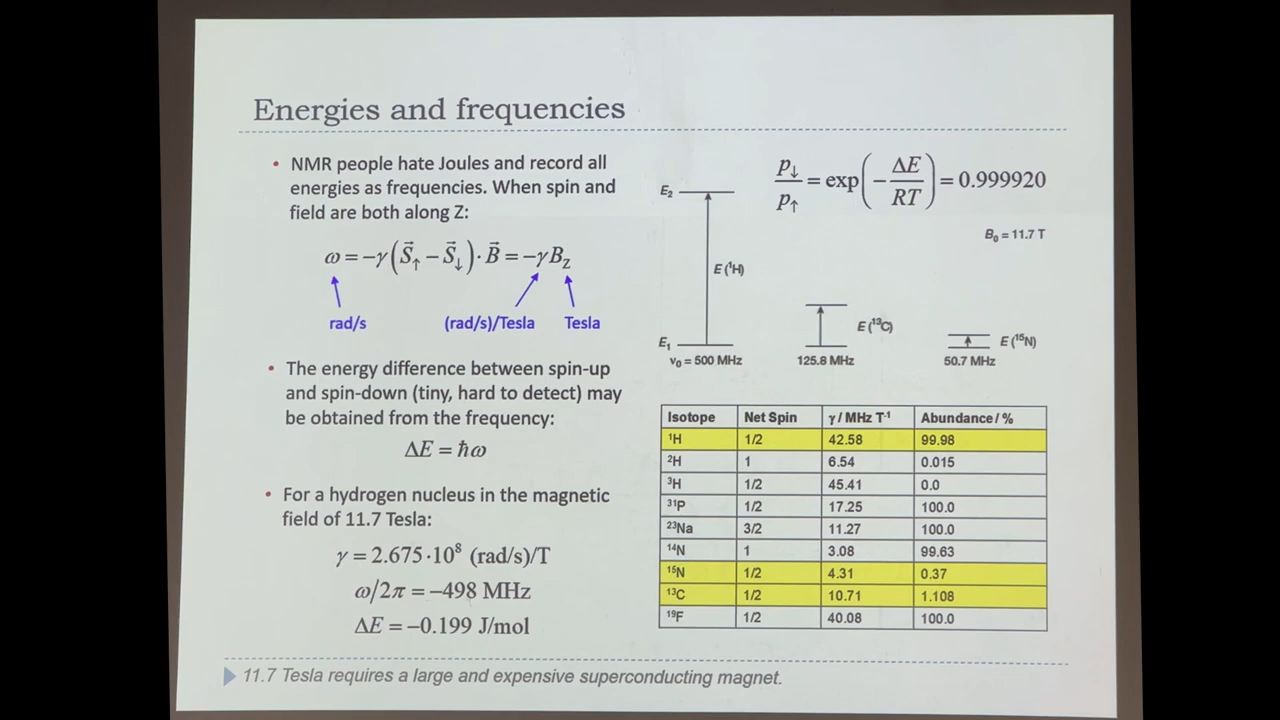 Energies and frequencies
• NMR people hate Joules and record all
energies as frequencies. When spin and
field are both along Z:
ω = −γ(S⃗↑ − S⃗↓)·B⃗ = −γB_Z
rad/s
(rad/s)/Tesla
Tesla
• The energy difference between spin-up
and spin-down (tiny, hard to detect) may
be obtained from the frequency:
ΔE = ħω
• For a hydrogen nucleus in the magnetic
field of 11.7 Tesla:
γ = 2.675·10⁸ (rad/s)/T
ω/2π = −498 MHz
ΔE = −0.199 J/mol
p↓/p↑ = exp(−ΔE/RT) = 0.999920
B₀ = 11.7 T
E₂
E(¹H)
E₁
ν₀ = 500 MHz
E(¹³C)
125.8 MHz
E(¹⁵N)
50.7 MHz
Isotope Net Spin γ / MHz T⁻¹ Abundance / %
¹H 1/2 42.58 99.98
²H 1 6.54 0.015
³H 1/2 45.41 0.0
³¹P 1/2 17.25 100.0
²³Na 3/2 11.27 100.0
¹⁴N 1 3.08 99.63
¹⁵N 1/2 4.31 0.37
¹³C 1/2 10.71 1.108
¹⁹F 1/2 40.08 100.0
11.7 Tesla requires a large and expensive superconducting magnet.